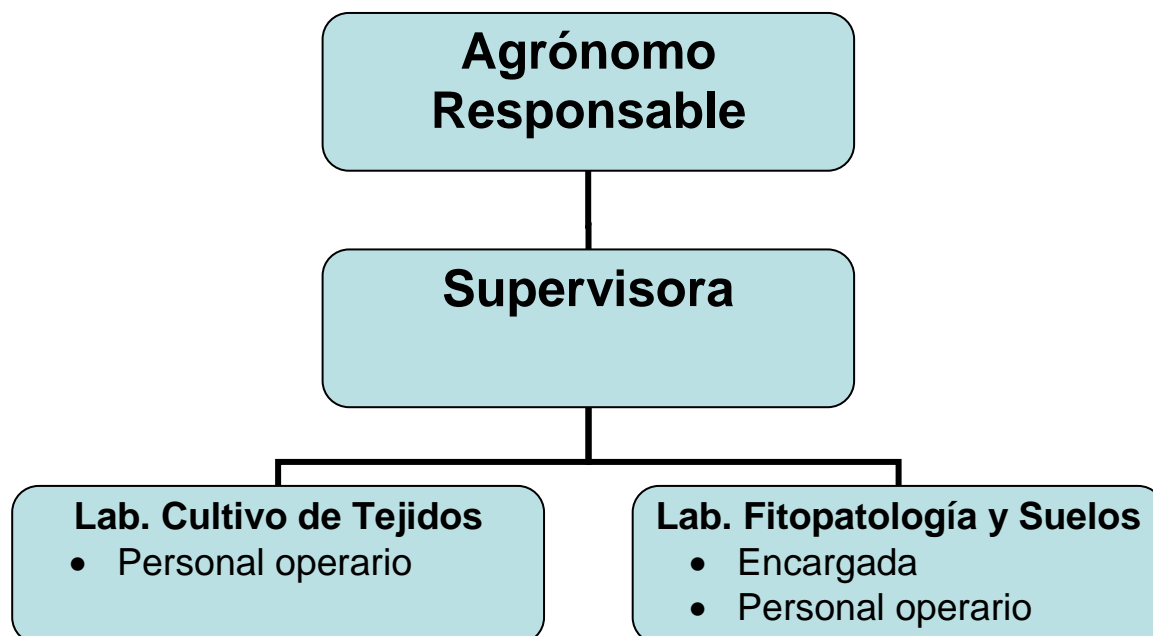 Agrónomo
Responsable
Supervisora
Lab. Cultivo de Tejidos
• Personal operario
Lab. Fitopatología y Suelos
• Encargada
• Personal operario